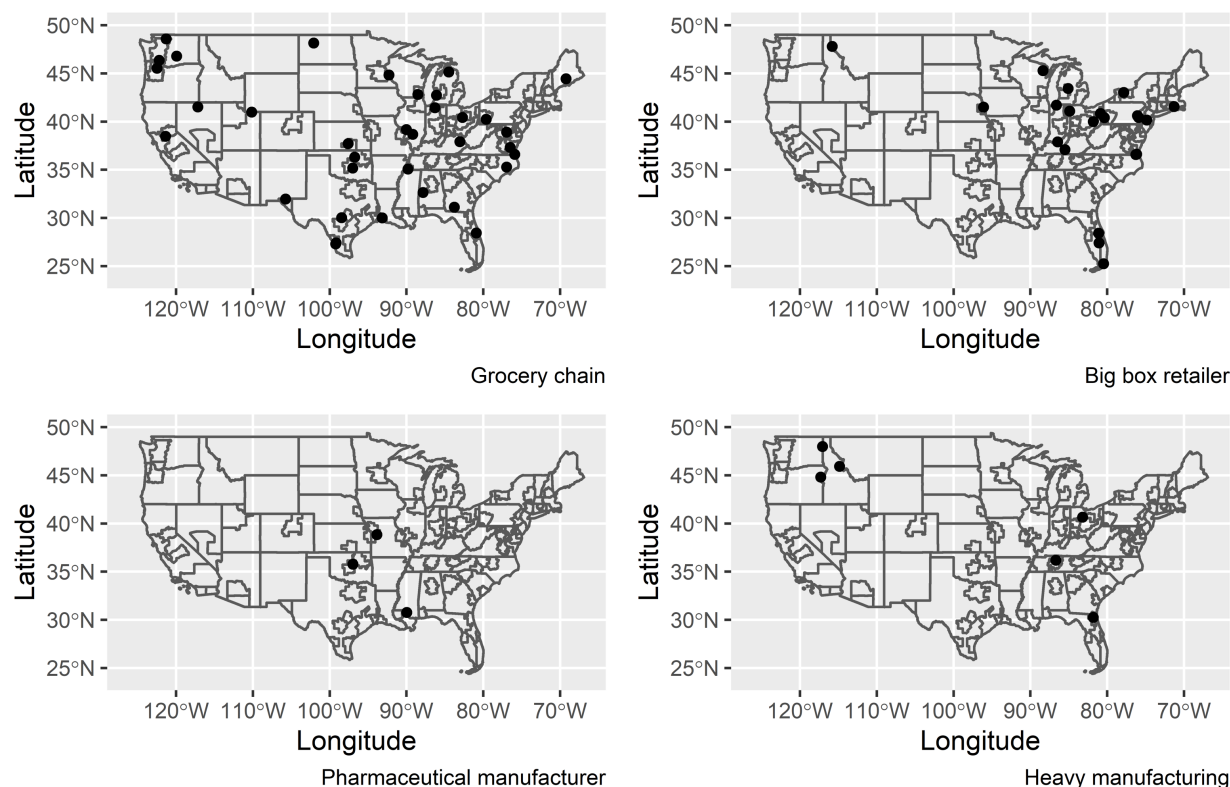 50°N
45°N
40°N
35°N
30°N
25°N
Latitude
120°W 110°W 100°W 90°W 80°W 70°W
Longitude
Grocery chain
50°N
45°N
40°N
35°N
30°N
25°N
Latitude
120°W 110°W 100°W 90°W 80°W 70°W
Longitude
Big box retailer
50°N
45°N
40°N
35°N
30°N
25°N
Latitude
120°W 110°W 100°W 90°W 80°W 70°W
Longitude
Pharmaceutical manufacturer
50°N
45°N
40°N
35°N
30°N
25°N
Latitude
120°W 110°W 100°W 90°W 80°W 70°W
Longitude
Heavy manufacturing